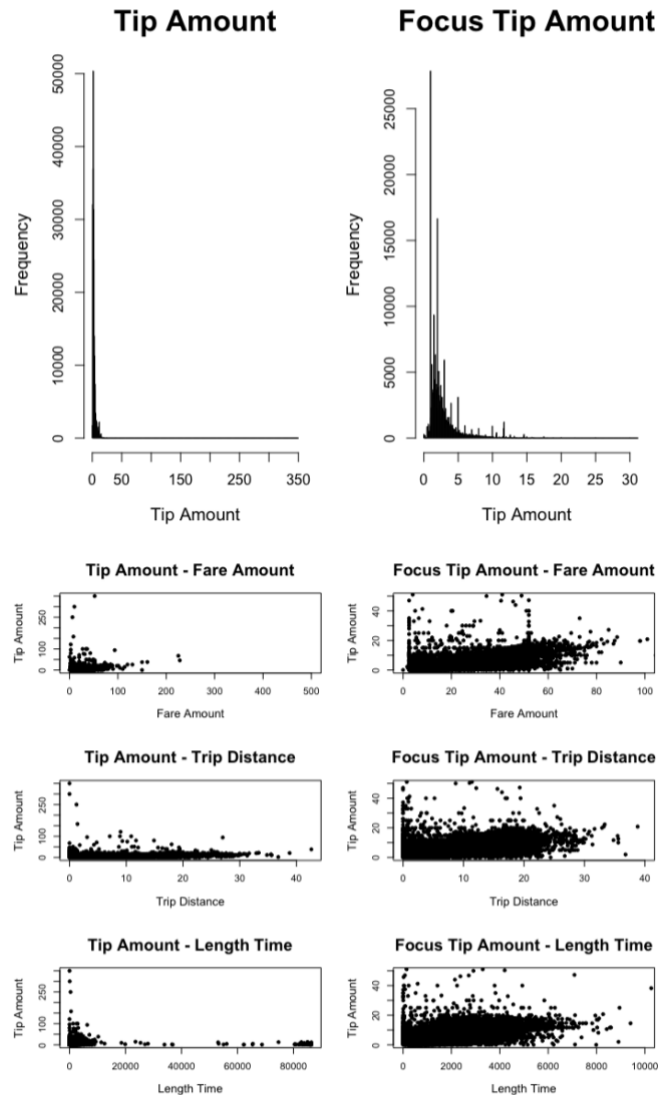 Tip Amount
Focus Tip Amount
Frequency
50000
40000
30000
20000
10000
0
0 50 150 250 350
Tip Amount
Frequency
25000
20000
15000
10000
5000
0
0 5 10 15 20 25 30
Tip Amount
Tip Amount - Fare Amount
Tip Amount
250
100
0
0 100 200 300 400 500
Fare Amount
Focus Tip Amount - Fare Amount
Tip Amount
40
20
0
0 20 40 60 80 100
Fare Amount
Tip Amount - Trip Distance
Tip Amount
250
100
0
0 10 20 30 40
Trip Distance
Focus Tip Amount - Trip Distance
Tip Amount
40
20
0
0 10 20 30 40
Trip Distance
Tip Amount - Length Time
Tip Amount
250
100
0
0 20000 40000 60000 80000
Length Time
Focus Tip Amount - Length Time
Tip Amount
40
20
0
0 2000 4000 6000 8000 10000
Length Time